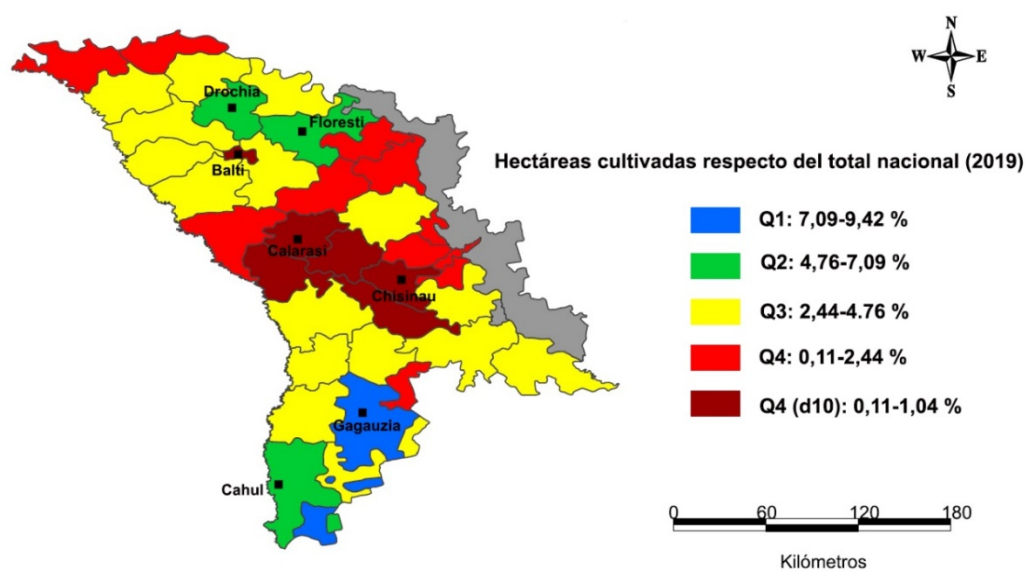 N
W E
S
Drochia
Floresti
Balti
Hectáreas cultivadas respecto del total nacional (2019)
Q1: 7,09-9,42 %
Q2: 4,76-7,09 %
Q3: 2,44-4.76 %
Q4: 0,11-2,44 %
Q4 (d10): 0,11-1,04 %
Calarasi
Chisinau
Gagauzia
Cahul
0 60 120 180
Kilómetros